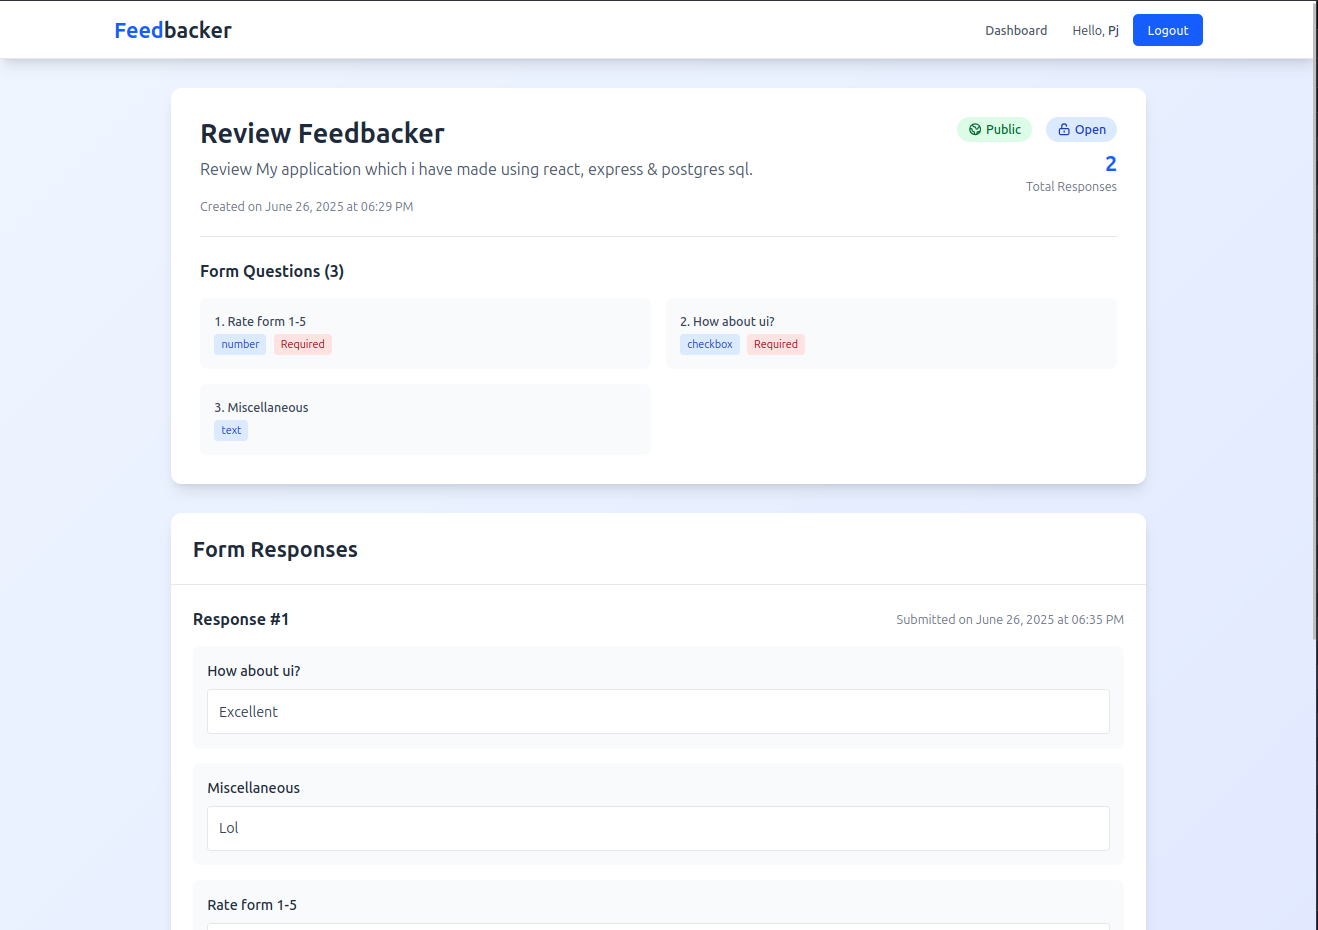 Feedbacker
Dashboard Hello, Pj Logout
Review Feedbacker
Public Open
Review My application which i have made using react, express & postgres sql.
2
Total Responses
Created on June 26, 2025 at 06:29 PM
Form Questions (3)
1. Rate form 1-5
number Required
2. How about ui?
checkbox Required
3. Miscellaneous
text
Form Responses
Response #1
Submitted on June 26, 2025 at 06:35 PM
How about ui?
Excellent
Miscellaneous
Lol
Rate form 1-5